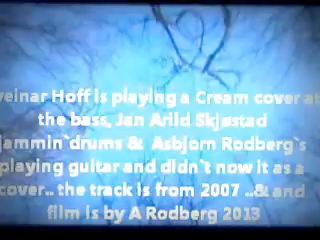 veinar Hoff is playing a Cream cover at
the bass, Jan Arild Skjøstad
jammin`drums & Asbjorn Rodberg`s
playing guitar and didn`t now it as a
cover.. the track is from 2007 ..& and
film is by A Rodberg 2013